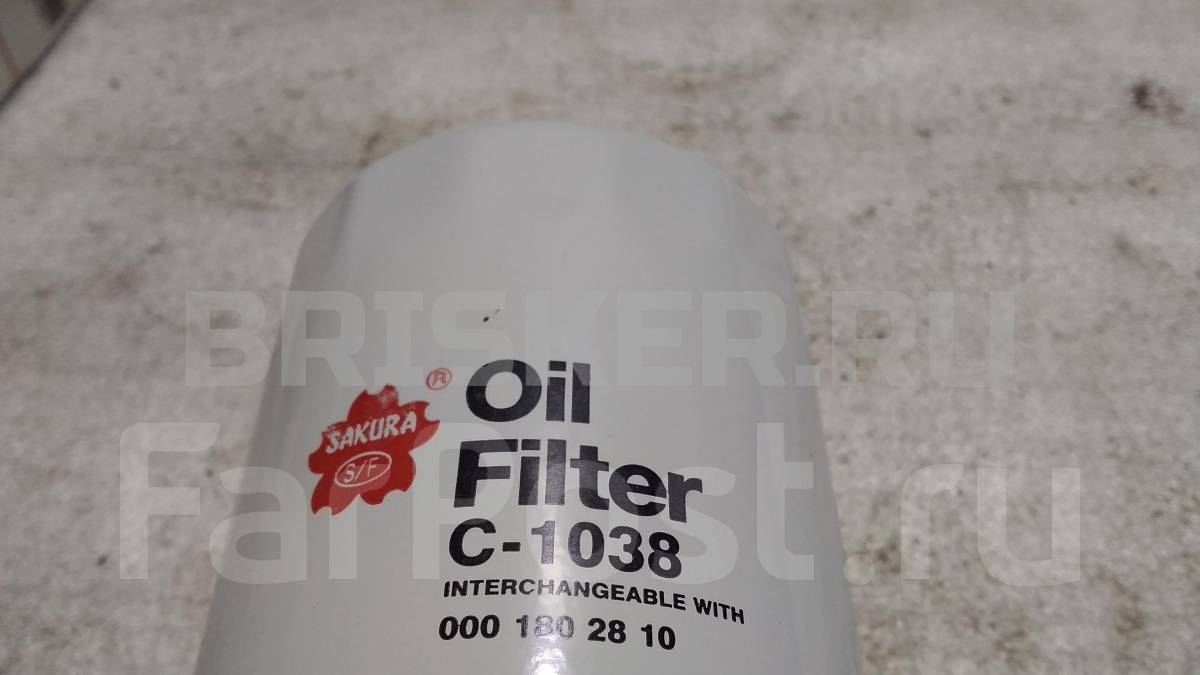 BRISKER.RU
Oil
®
SAKURA
S/F
Filter
FarPost.ru
C-1038
INTERCHANGEABLE WITH
000 180 28 10